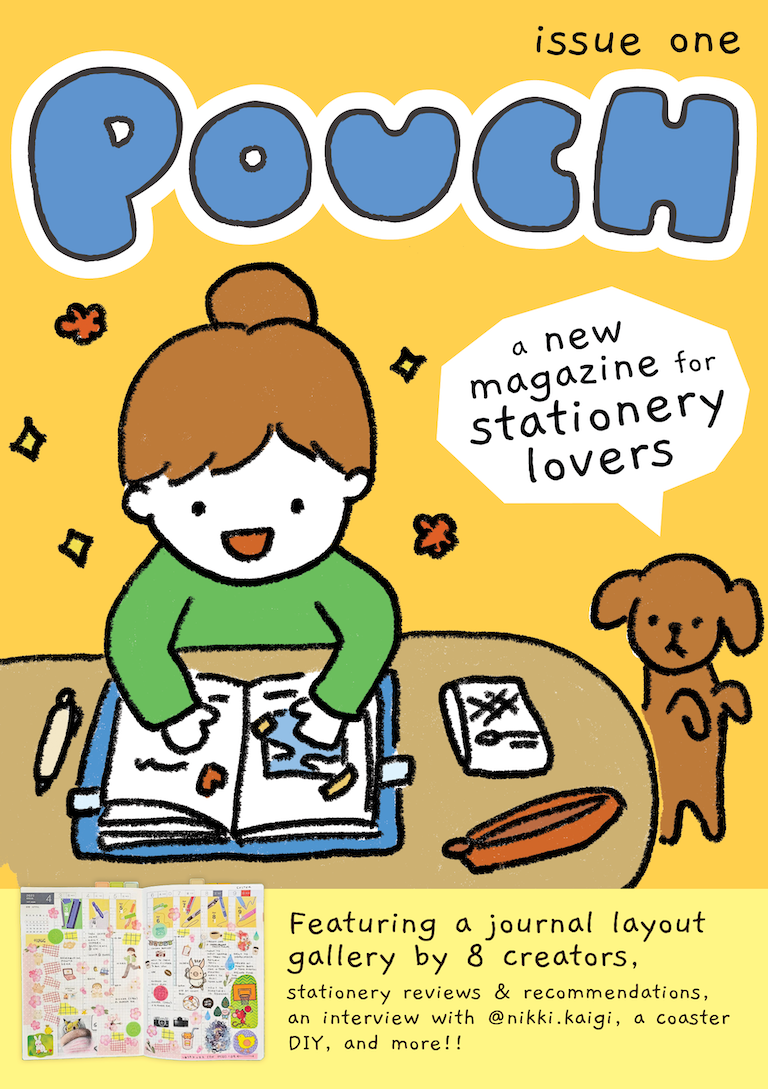 issue one
POUCH
a new
magazine for
stationery
lovers
Featuring a journal layout
gallery by 8 creators,
stationery reviews & recommendations,
an interview with @nikki.kaigi, a coaster
DIY, and more!!